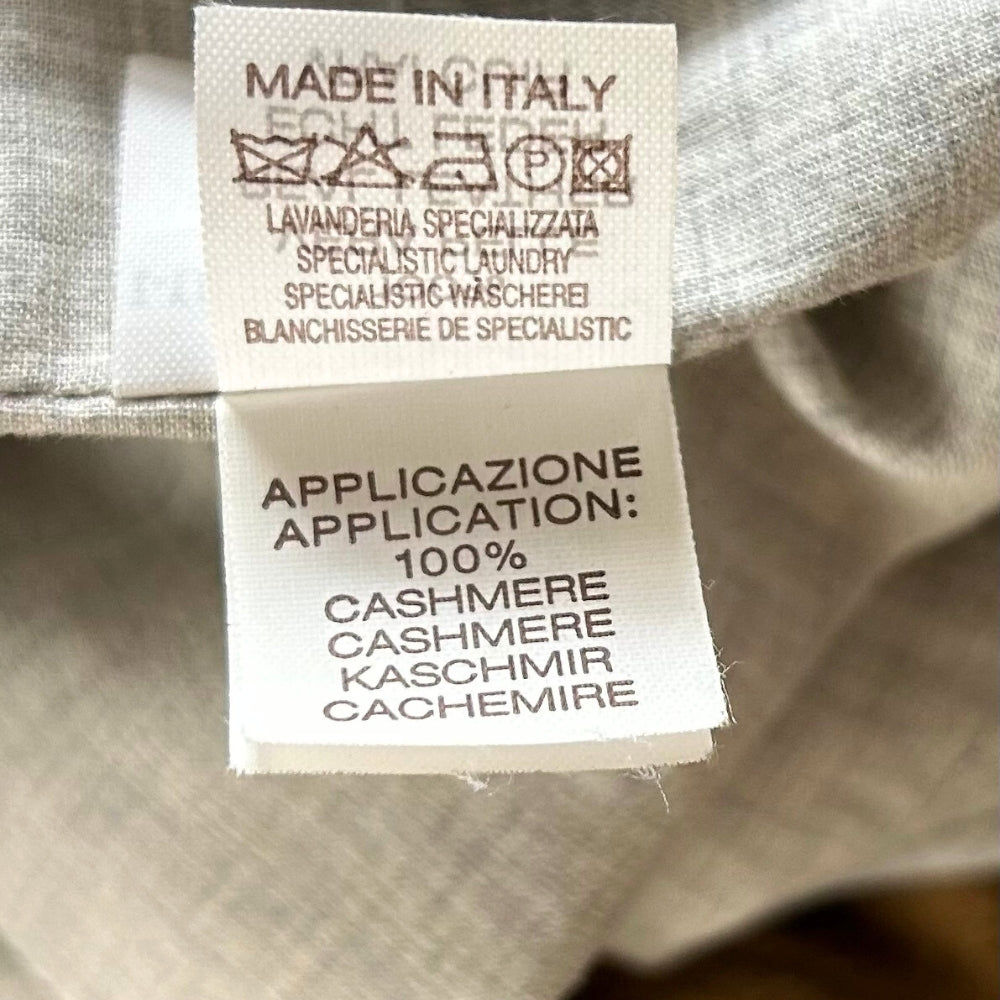 MADE IN ITALY
P
LAVANDERIA SPECIALIZZATA
SPECIALISTIC LAUNDRY
SPECIALISTIC WÄSCHEREI
BLANCHISSERIE DE SPECIALISTIC
APPLICAZIONE
APPLICATION:
100%
CASHMERE
CASHMERE
KASCHMIR
CACHEMIRE